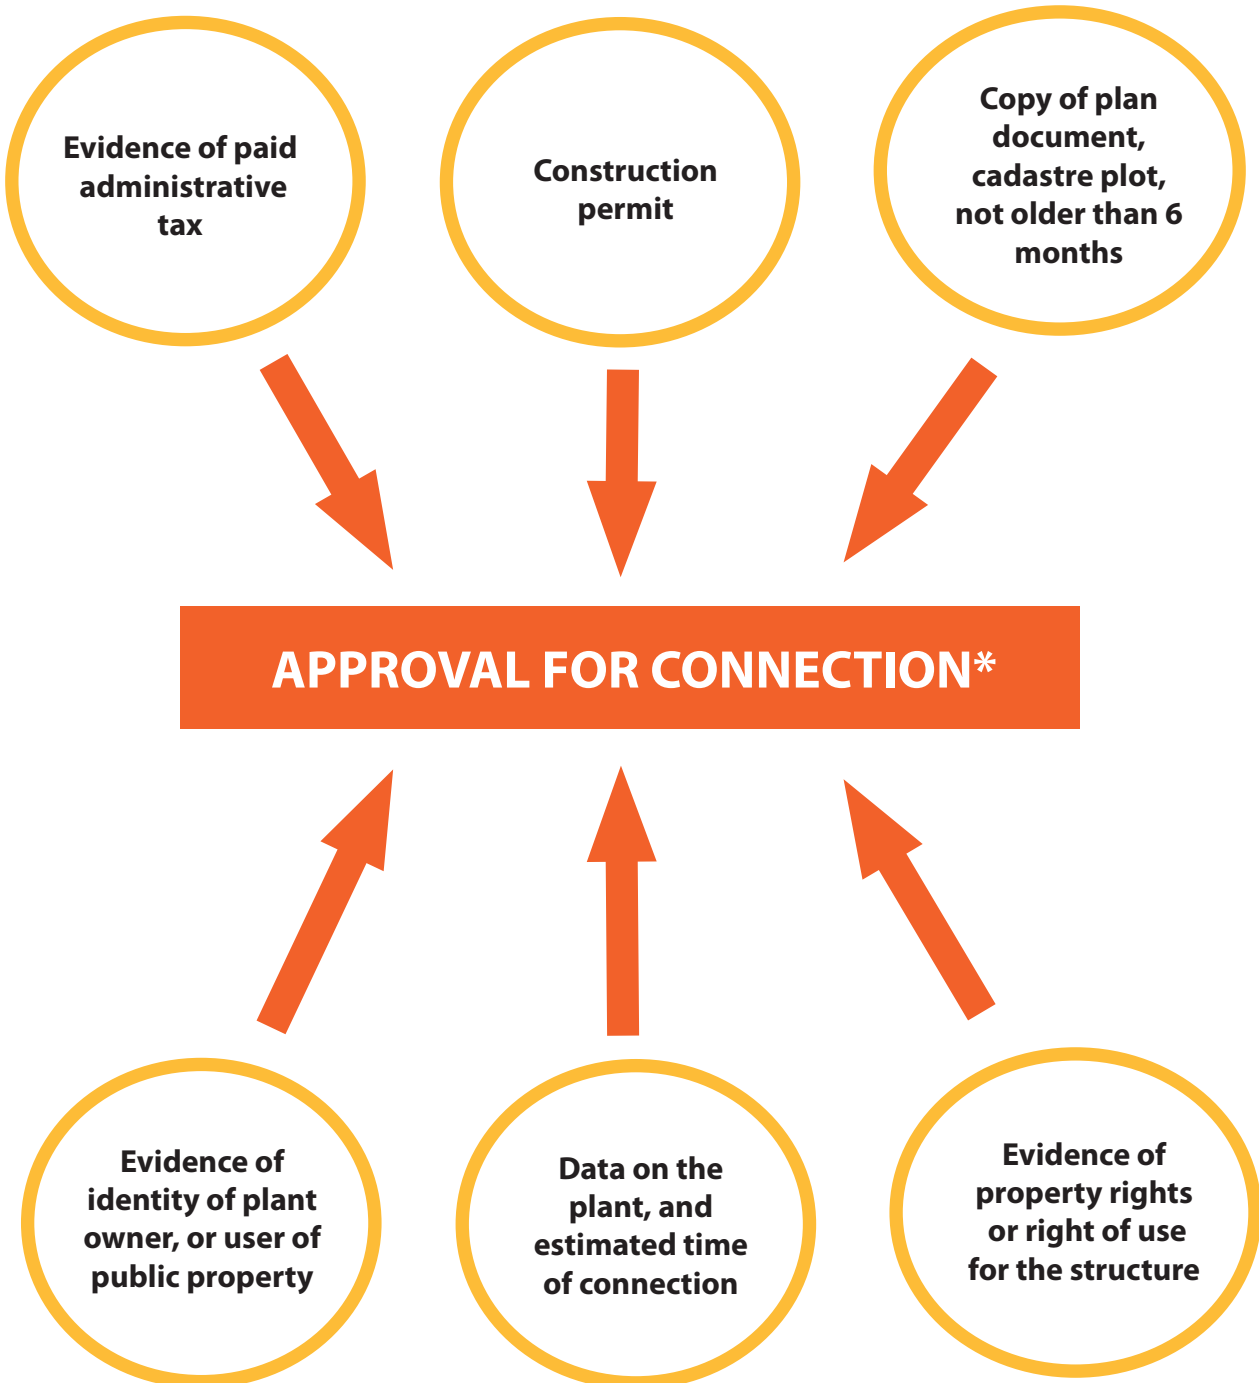 Evidence of paid
administrative
tax
Construction
permit
Copy of plan
document,
cadastre plot,
not older than 6
months
APPROVAL FOR CONNECTION*
Evidence of
identity of plant
owner, or user of
public property
Data on the
plant, and
estimated time
of connection
Evidence of
property rights
or right of use
for the structure